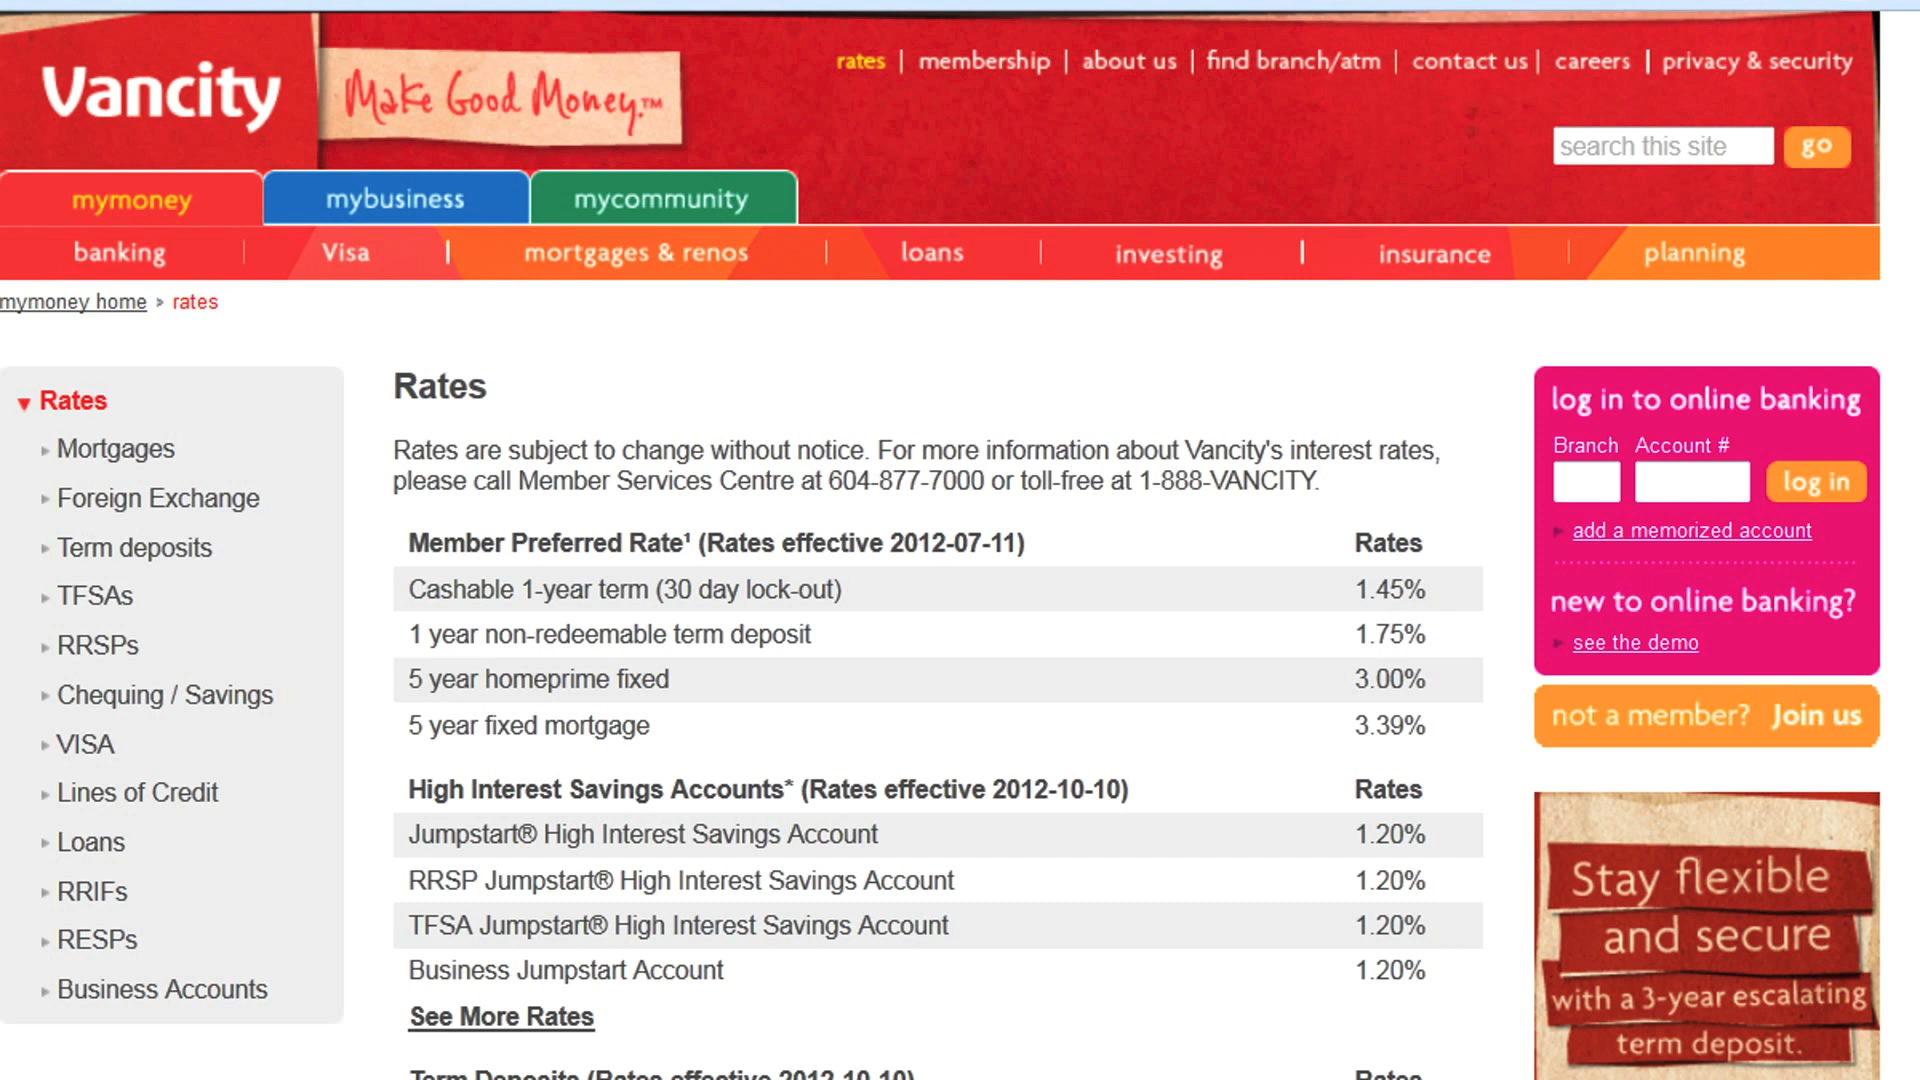 Vancity
Make Good Money.™
rates | membership | about us | find branch/atm | contact us | careers | privacy & security
search this site go
mymoney mybusiness mycommunity
banking | Visa | mortgages & renos | loans | investing | insurance | planning
mymoney home > rates
Rates
Mortgages
Foreign Exchange
Term deposits
TFSAs
RRSPs
Chequing / Savings
VISA
Lines of Credit
Loans
RRIFs
RESPs
Business Accounts
Rates
Rates are subject to change without notice. For more information about Vancity's interest rates,
please call Member Services Centre at 604-877-7000 or toll-free at 1-888-VANCITY.
Member Preferred Rate¹ (Rates effective 2012-07-11) Rates
Cashable 1-year term (30 day lock-out) 1.45%
1 year non-redeemable term deposit 1.75%
5 year homeprime fixed 3.00%
5 year fixed mortgage 3.39%
High Interest Savings Accounts* (Rates effective 2012-10-10) Rates
Jumpstart® High Interest Savings Account 1.20%
RRSP Jumpstart® High Interest Savings Account 1.20%
TFSA Jumpstart® High Interest Savings Account 1.20%
Business Jumpstart Account 1.20%
See More Rates
Term Deposits (Rates effective 2012-10-10) Rates
log in to online banking
Branch Account #
log in
add a memorized account
new to online banking?
see the demo
not a member? Join us
Stay flexible
and secure
with a 3-year escalating
term deposit.